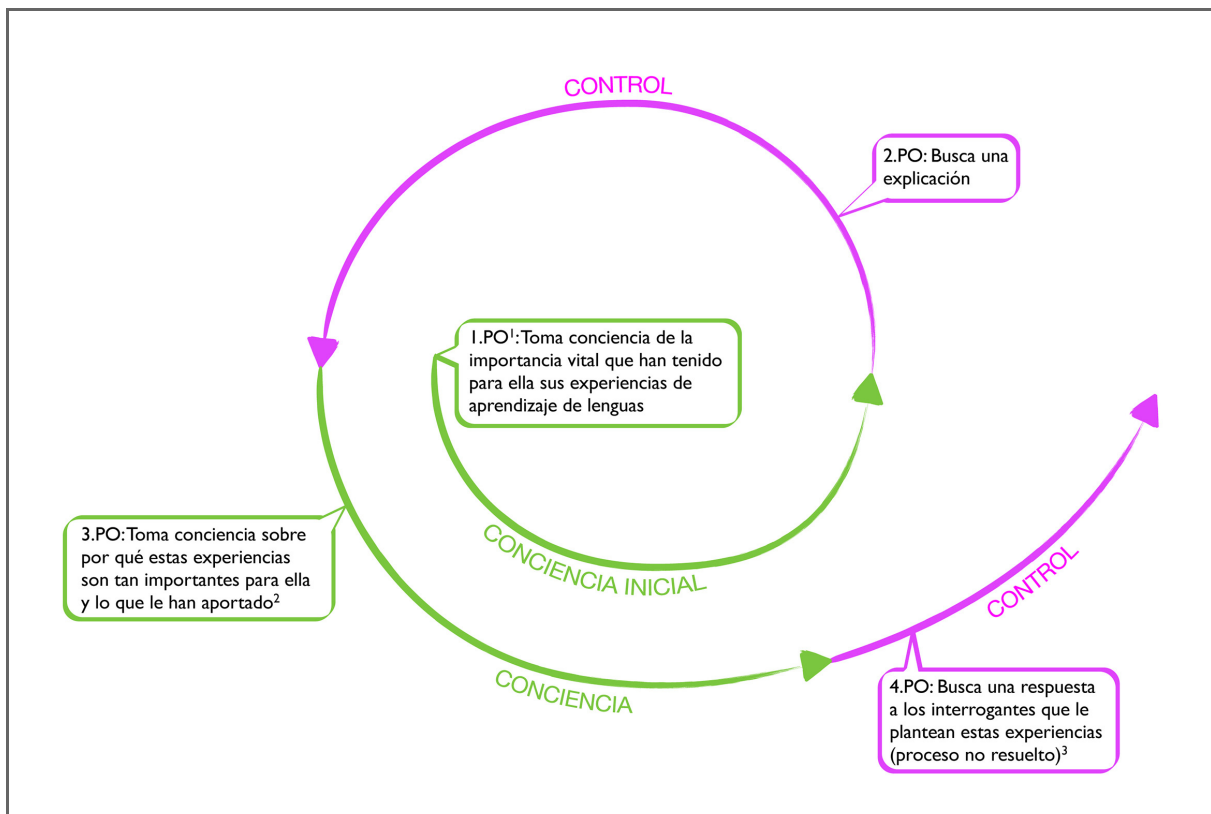 CONTROL
2.PO: Busca una
explicación
1.PO¹:Toma conciencia de la
importancia vital que han tenido
para ella sus experiencias de
aprendizaje de lenguas
CONCIENCIA INICIAL
3.PO:Toma conciencia sobre
por qué estas experiencias
son tan importantes para ella
y lo que le han aportado²
CONCIENCIA
CONTROL
4.PO: Busca una respuesta
a los interrogantes que le
plantean estas experiencias
(proceso no resuelto)³